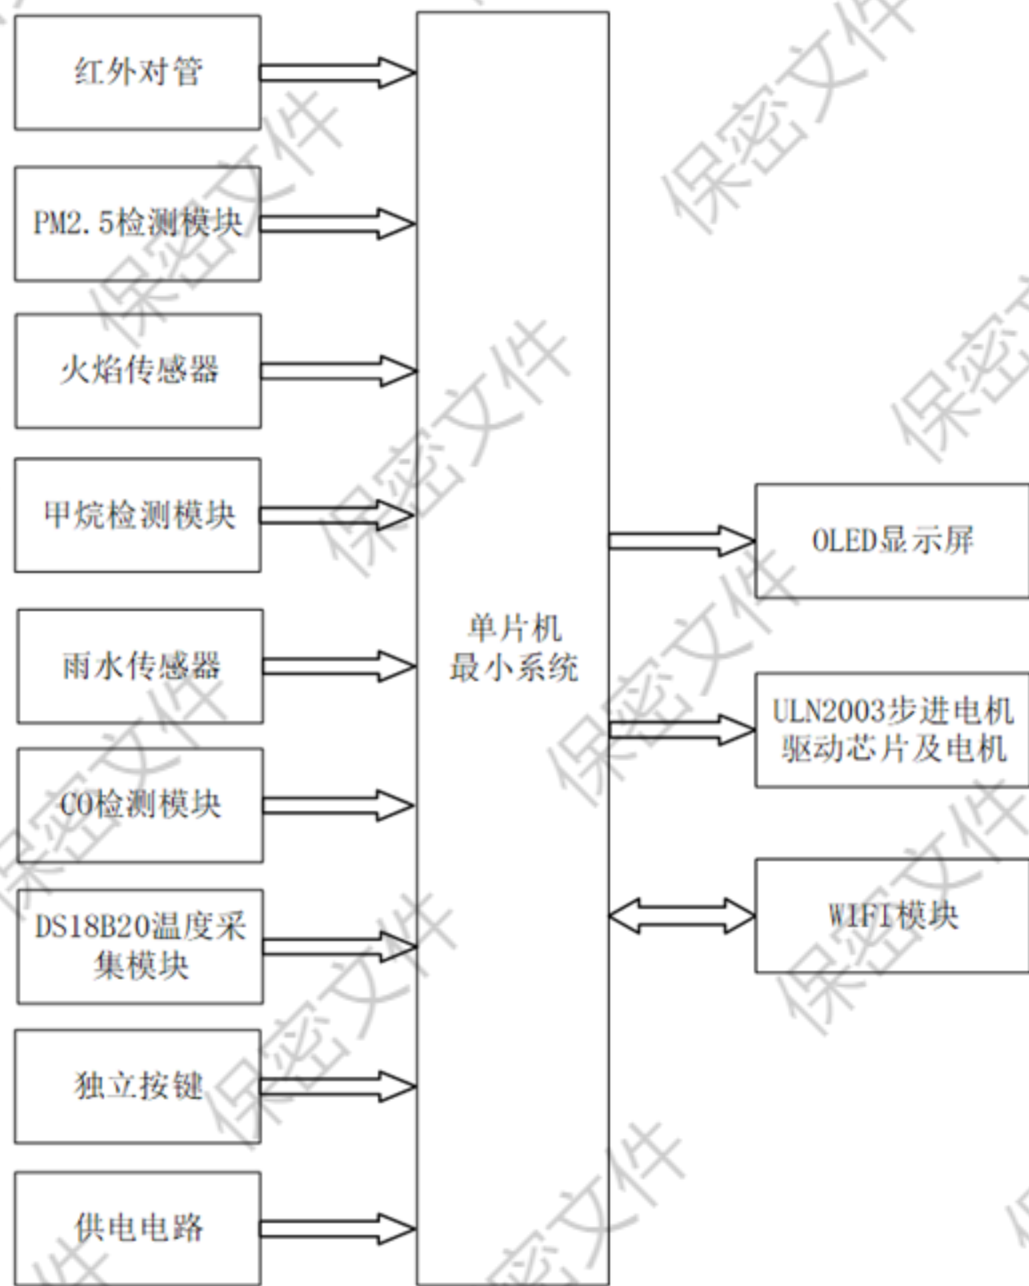 红外对管
PM2.5检测模块
火焰传感器
甲烷检测模块
雨水传感器
CO检测模块
DS18B20温度采
集模块
独立按键
供电电路
单片机
最小系统
OLED显示屏
ULN2003步进电机
驱动芯片及电机
WIFI模块
保密文件
保密文件
保密文件
保密文件
保密文件
保密文件
保密文件
保密文件
密文件